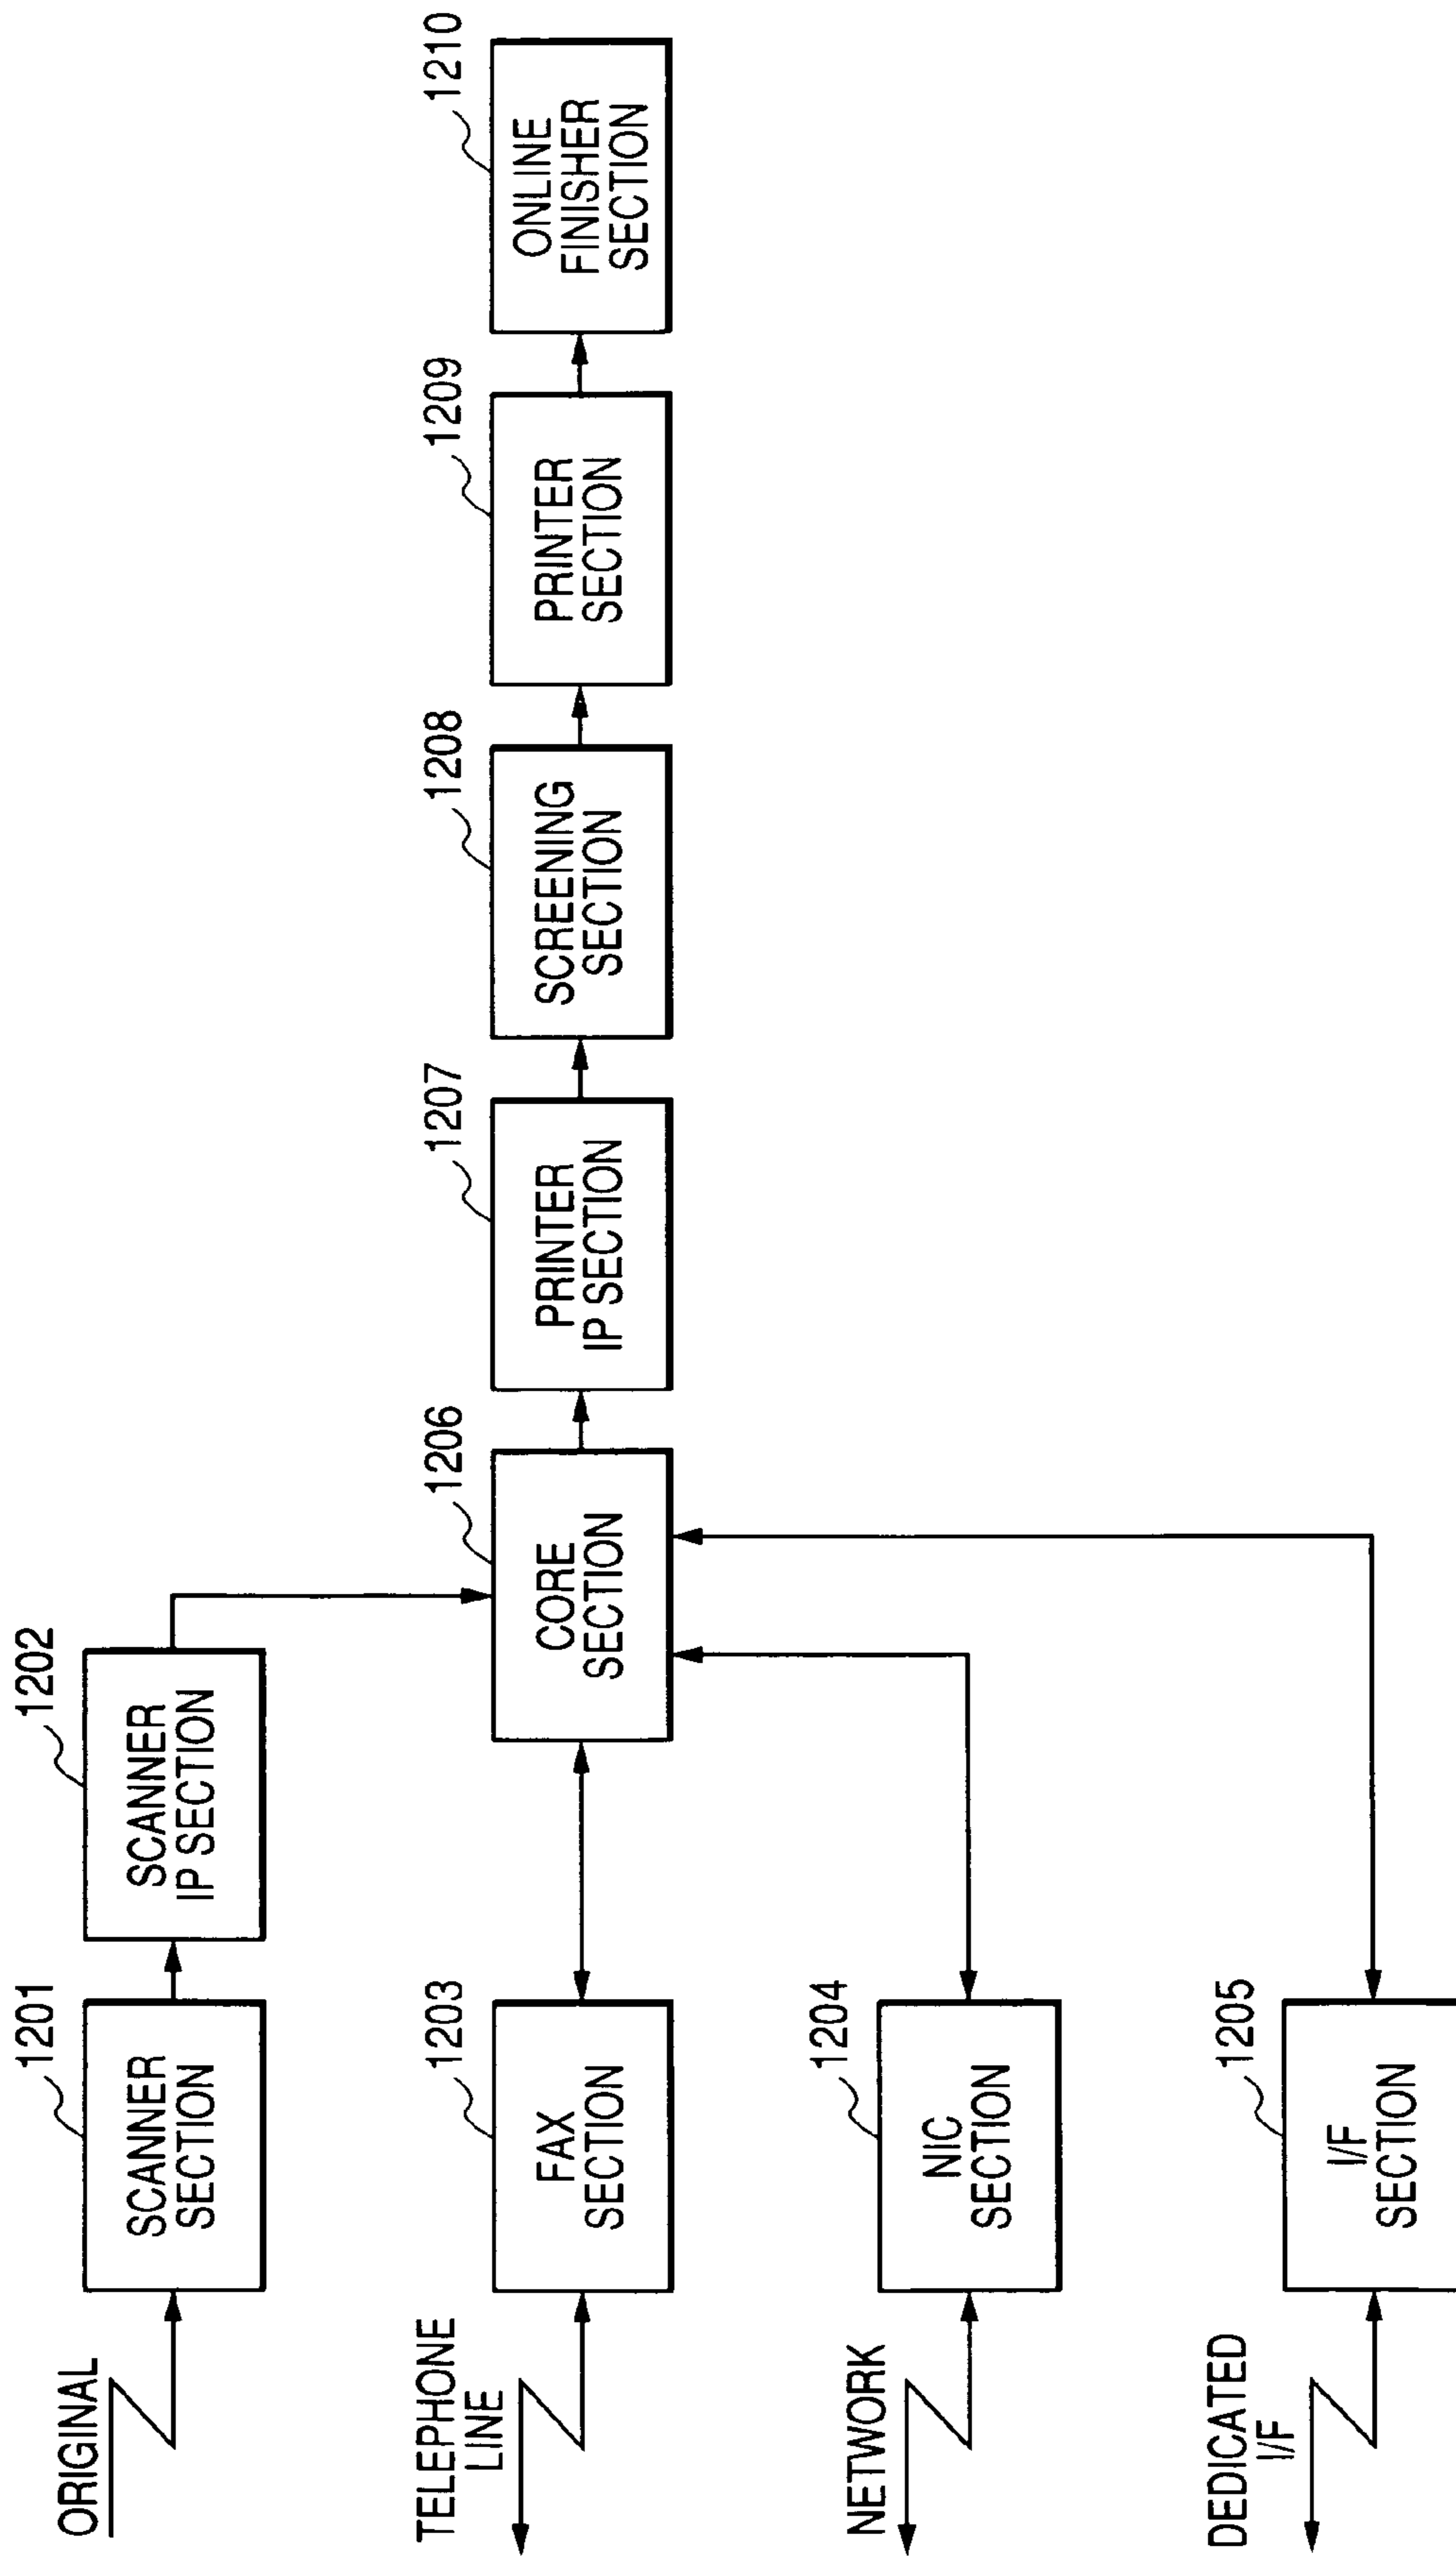 ORIGINAL
1201
SCANNER
SECTION
1202
SCANNER
IP SECTION
TELEPHONE
LINE
1203
FAX
SECTION
1206
CORE
SECTION
1207
PRINTER
IP SECTION
1208
SCREENING
SECTION
1209
PRINTER
SECTION
1210
ONLINE
FINISHER
SECTION
NETWORK
1204
NIC
SECTION
DEDICATED
I/F
1205
I/F
SECTION